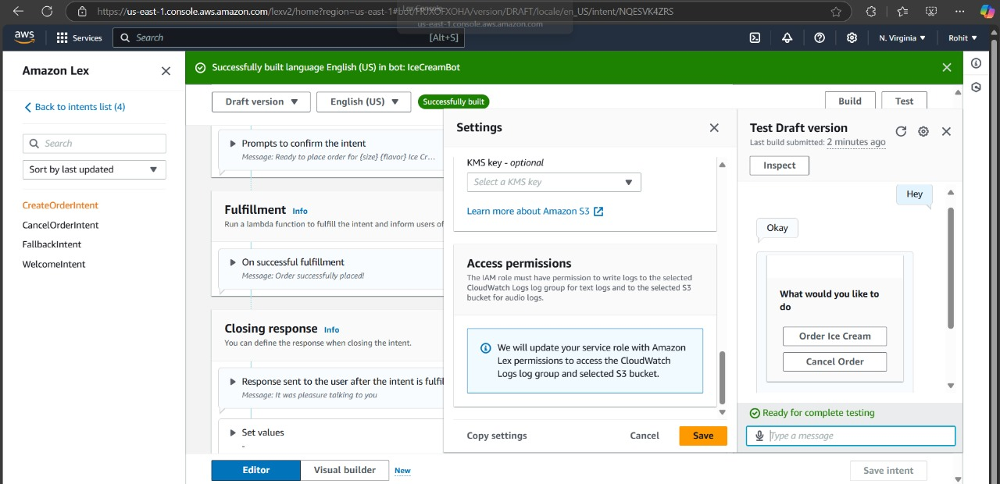 https://us-east-1.console.aws.amazon.com/lexv2/home?region=us-east-1#bot/FRJXOFXOHA/version/DRAFT/locale/en_US/intent/NQESVK4ZRS
Lex Console
us-east-1.console.aws.amazon.com
aws
Services
Search
[Alt+S]
N. Virginia
Rohit
Amazon Lex
Back to intents list (4)
Search
Sort by last updated
CreateOrderIntent
CancelOrderIntent
FallbackIntent
WelcomeIntent
Successfully built language English (US) in bot: IceCreamBot
Draft version
English (US)
Successfully built
Build
Test
Prompts to confirm the intent
Message: Ready to place order for {size} {flavor} Ice Cr...
Fulfillment Info
Run a lambda function to fulfill the intent and inform users of
On successful fulfillment
Message: Order successfully placed!
Closing response Info
You can define the response when closing the intent.
Response sent to the user after the intent is fulfil
Message: It was pleasure talking to you
Set values
-
Editor
Visual builder
New
Save intent
Settings
KMS key - optional
Select a KMS key
Learn more about Amazon S3
Access permissions
The IAM role must have permission to write logs to the selected
CloudWatch Logs log group for text logs and to the selected S3
bucket for audio logs.
We will update your service role with Amazon
Lex permissions to access the CloudWatch
Logs log group and selected S3 bucket.
Copy settings
Cancel
Save
Test Draft version
Last build submitted: 2 minutes ago
Inspect
Hey
Okay
What would you like to
do
Order Ice Cream
Cancel Order
Ready for complete testing
Type a message